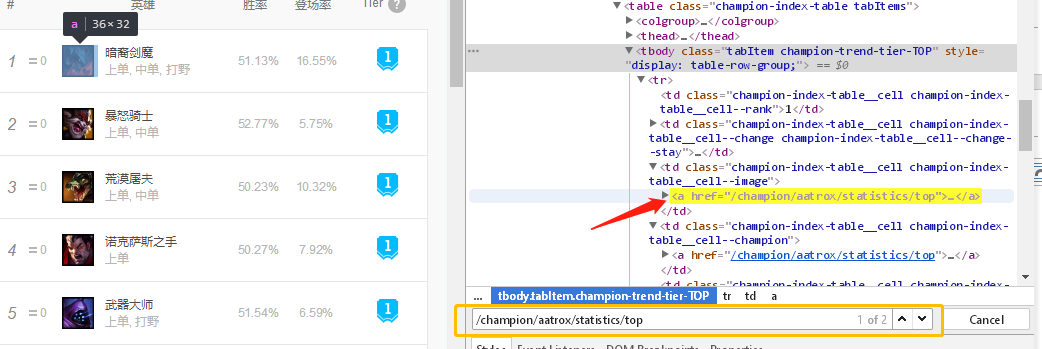 # 英雄 胜率 登场率 Tier ?
a 36×32
1 =0 暗裔剑魔 51.13% 16.55% 1
上单, 中单, 打野
2 =0 暴怒骑士 52.77% 5.75% 1
上单, 中单
3 =0 荒漠屠夫 50.23% 10.32% 1
上单, 中单
4 =0 诺克萨斯之手 50.27% 7.92% 1
上单
5 =0 武器大师 51.54% 6.59% 1
上单, 打野
▼<table class="champion-index-table tabItems">
▶<colgroup>…</colgroup>
▶<thead>…</thead>
… ▼<tbody class="tabItem champion-trend-tier-TOP" style=
"display: table-row-group;"> == $0
▼<tr>
<td class="champion-index-table__cell champion-index-
table__cell--rank">1</td>
▶<td class="champion-index-table__cell champion-index-
table__cell--change champion-index-table__cell--change-
-stay">…</td>
▼<td class="champion-index-table__cell champion-index-
table__cell--image">
▶<a href="/champion/aatrox/statistics/top">…</a>
</td>
▼<td class="champion-index-table__cell champion-index-
table__cell--champion">
▶<a href="/champion/aatrox/statistics/top">…</a>
</td>
▶<td class="champion-index-table__cell champion-index-
... tbody.tabItem.champion-trend-tier-TOP tr td a
/champion/aatrox/statistics/top 1 of 2 Cancel
Styles Event Listeners DOM Breakpoints Properties